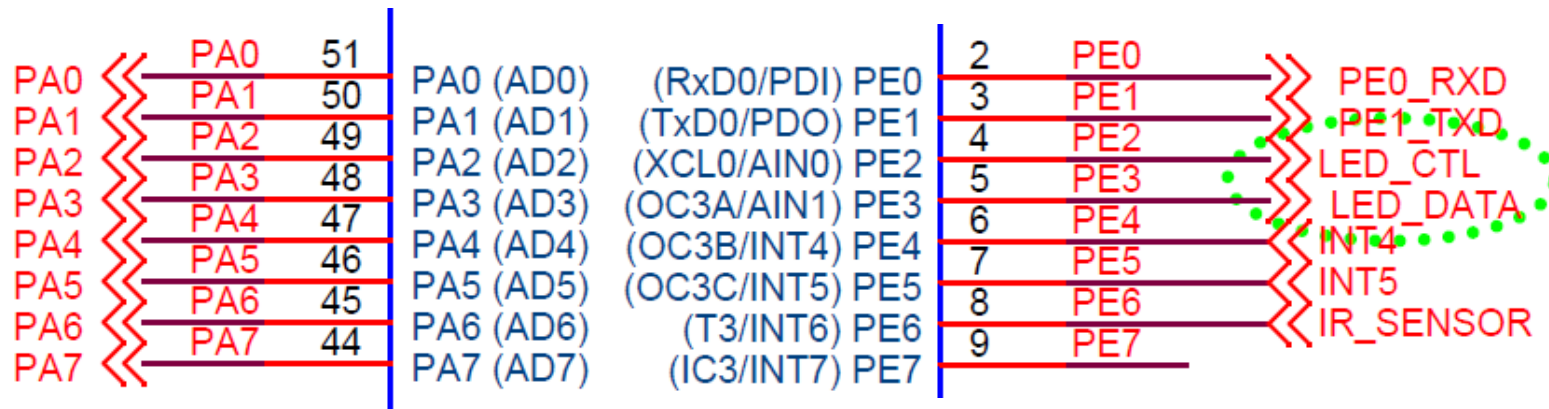 PA0 PA0 51 PA0 (AD0) (RxD0/PDI) PE0 2 PE0 PE0_RXD
PA1 PA1 50 PA1 (AD1) (TxD0/PDO) PE1 3 PE1 PE1_TXD
PA2 PA2 49 PA2 (AD2) (XCL0/AIN0) PE2 4 PE2 LED_CTL
PA3 PA3 48 PA3 (AD3) (OC3A/AIN1) PE3 5 PE3 LED_DATA
PA4 PA4 47 PA4 (AD4) (OC3B/INT4) PE4 6 PE4 INT4
PA5 PA5 46 PA5 (AD5) (OC3C/INT5) PE5 7 PE5 INT5
PA6 PA6 45 PA6 (AD6) (T3/INT6) PE6 8 PE6 IR_SENSOR
PA7 PA7 44 PA7 (AD7) (IC3/INT7) PE7 9 PE7